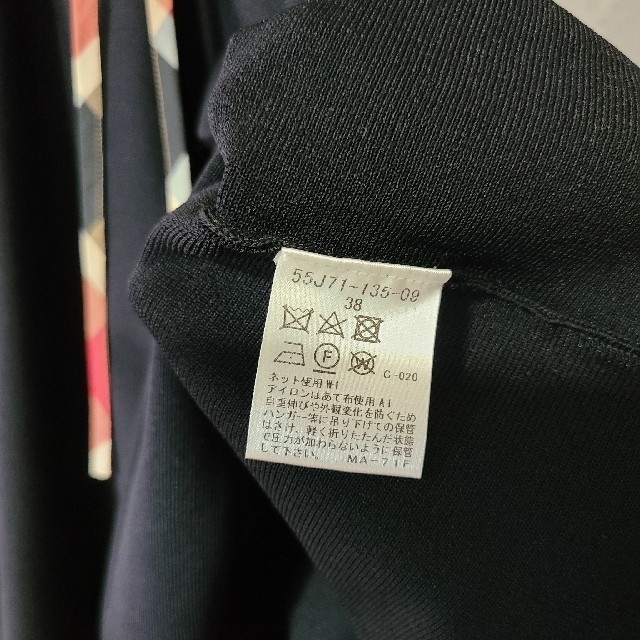 55J71-135-09
38
F W
C-020
ネット使用W1
アイロンはあて布使用A1
自重伸びや外観変化を防ぐため
ハンガー等に吊り下げての保管
はさけ、軽く折りたたんだ状態
で圧力が加わらないように保管
して下さい。 MA-71F